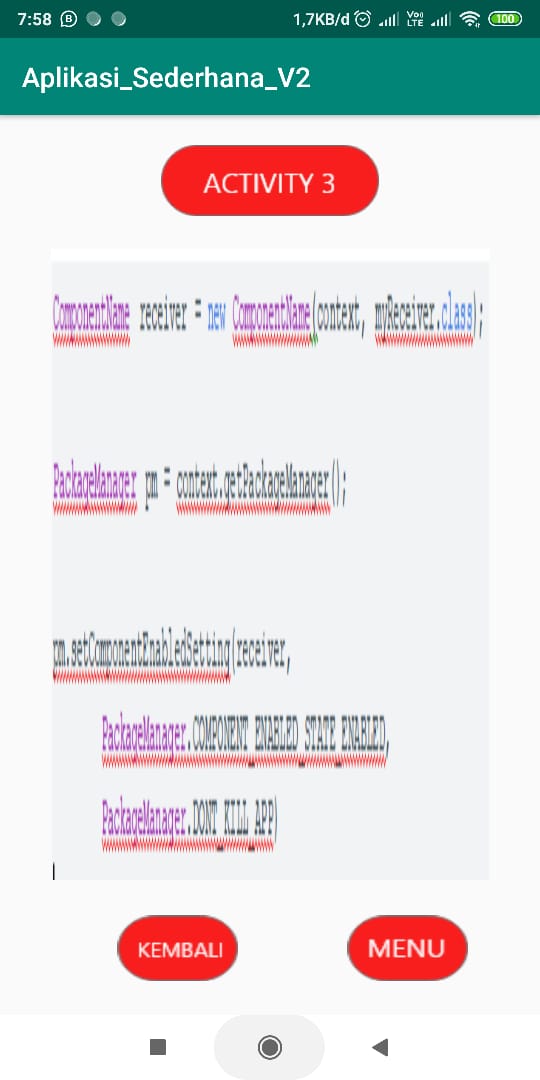 7:58 B 1,7KB/d Vo)) LTE 100
Aplikasi_Sederhana_V2
ACTIVITY 3
ComponentName receiver = new ComponentName(context, myReceiver.class);
PackageManager pm = context.getPackageManager();
pm.setComponentEnabledSetting(receiver,
PackageManager.COMPONENT_ENABLED_STATE_ENABLED,
PackageManager.DONT_KILL_APP)
KEMBALI MENU